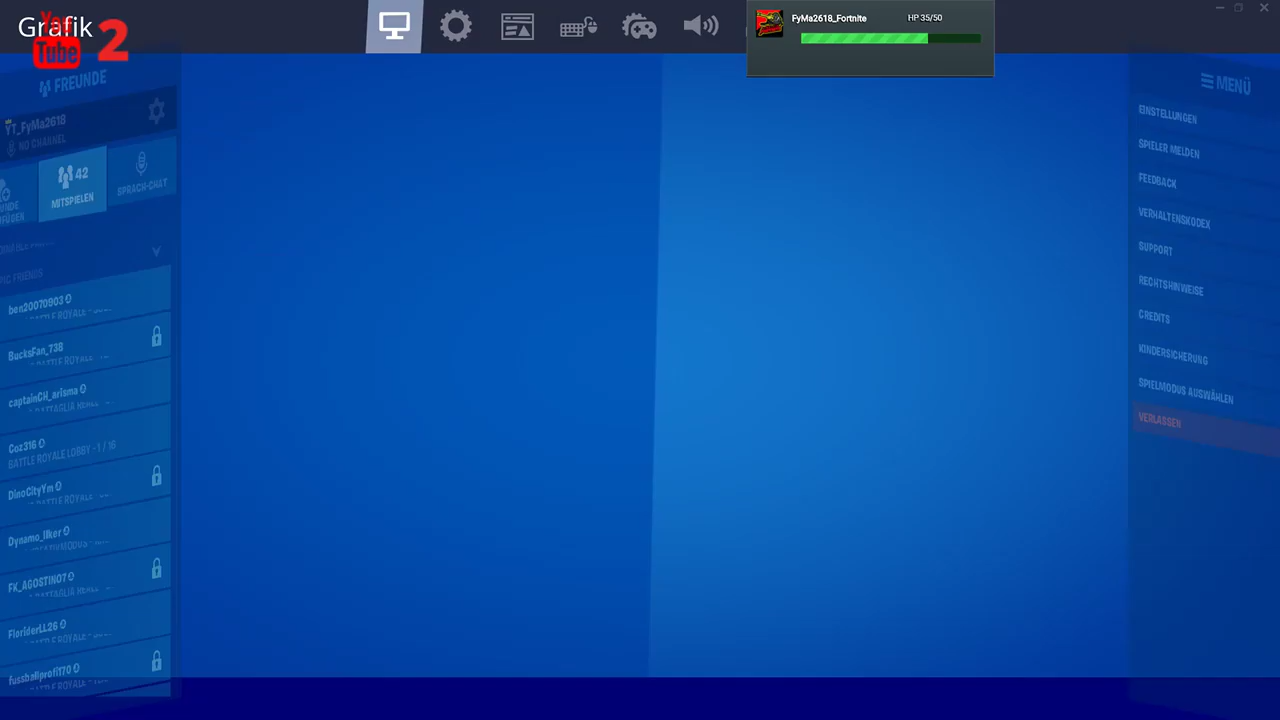 Grafik
You
Tube 2
FyMa2618_Fortnite
HP 35/50
FREUNDE
YT_FyMa2618
NO CHANNEL
42
MITSPIELEN
SPRACH-CHAT
ben20070903
BucksFan_738
captainCH_arisma
Coz316
BATTLE ROYALE LOBBY - 1 / 16
DinoCityYm
Dynamo_Ilker
FK_AGOSTINO7
FloriderLL26
fussballprofi170
MENÜ
EINSTELLUNGEN
SPIELER MELDEN
FEEDBACK
VERHALTENSKODEX
SUPPORT
RECHTSHINWEISE
CREDITS
KINDERSICHERUNG
SPIELMODUS AUSWÄHLEN
VERLASSEN